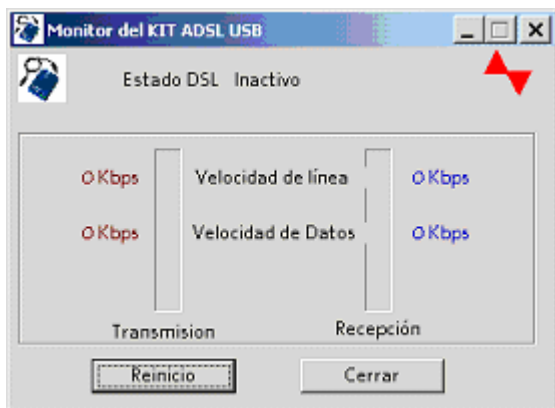 Monitor del KIT ADSL USB
Estado DSL Inactivo
0 Kbps Velocidad de línea 0 Kbps
0 Kbps Velocidad de Datos 0 Kbps
Transmision Recepción
Reinicio Cerrar